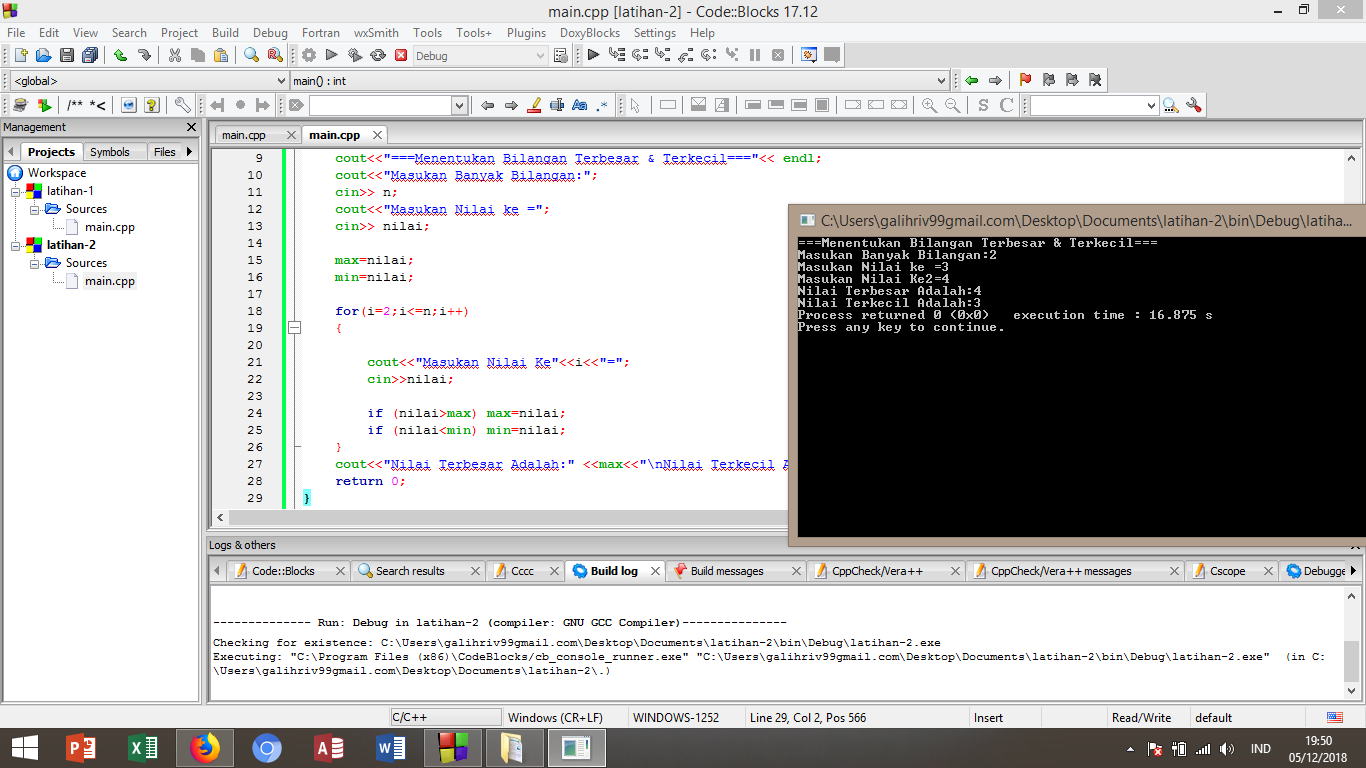 main.cpp [latihan-2] - Code::Blocks 17.12
File Edit View Search Project Build Debug Fortran wxSmith Tools Tools+ Plugins DoxyBlocks Settings Help
Debug
<global> main() : int
/** *<
Aa .* S C
Management
Projects Symbols Files
Workspace
latihan-1
Sources
main.cpp
latihan-2
Sources
main.cpp
main.cpp main.cpp
9 cout<<"===Menentukan Bilangan Terbesar & Terkecil==="<< endl;
10 cout<<"Masukan Banyak Bilangan:";
11 cin>> n;
12 cout<<"Masukan Nilai ke =";
13 cin>> nilai;
14
15 max=nilai;
16 min=nilai;
17
18 for(i=2;i<=n;i++)
19 {
20
21 cout<<"Masukan Nilai Ke"<<i<<"=";
22 cin>>nilai;
23
24 if (nilai>max) max=nilai;
25 if (nilai<min) min=nilai;
26 }
27 cout<<"Nilai Terbesar Adalah:" <<max<<"\nNilai Terkecil
28 return 0;
29 }
C:\Users\galihriv99gmail.com\Desktop\Documents\latihan-2\bin\Debug\latiha...
===Menentukan Bilangan Terbesar & Terkecil===
Masukan Banyak Bilangan:2
Masukan Nilai ke =3
Masukan Nilai Ke2=4
Nilai Terbesar Adalah:4
Nilai Terkecil Adalah:3
Process returned 0 (0x0) execution time : 16.875 s
Press any key to continue.
Logs & others
Code::Blocks Search results Cccc Build log Build messages CppCheck/Vera++ CppCheck/Vera++ messages Cscope Debugge
-------------- Run: Debug in latihan-2 (compiler: GNU GCC Compiler)---------------
Checking for existence: C:\Users\galihriv99gmail.com\Desktop\Documents\latihan-2\bin\Debug\latihan-2.exe
Executing: "C:\Program Files (x86)\CodeBlocks/cb_console_runner.exe" "C:\Users\galihriv99gmail.com\Desktop\Documents\latihan-2\bin\Debug\latihan-2.exe" (in C:
\Users\galihriv99gmail.com\Desktop\Documents\latihan-2\.)
C/C++ Windows (CR+LF) WINDOWS-1252 Line 29, Col 2, Pos 566 Insert Read/Write default
IND
19:50
05/12/2018